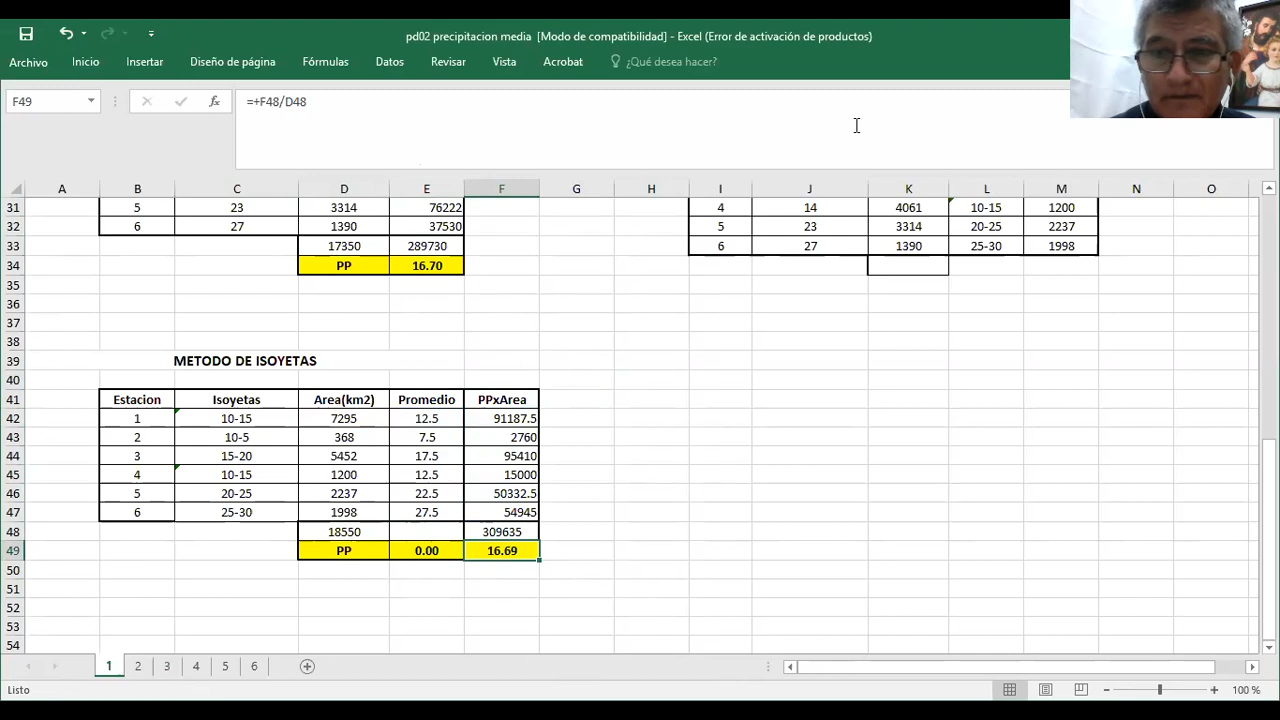 pd02 precipitacion media [Modo de compatibilidad] - Excel (Error de activación de productos)
Archivo Inicio Insertar Diseño de página Fórmulas Datos Revisar Vista Acrobat ¿Qué desea hacer?
F49 fx =+F48/D48
A B C D E F G H I J K L M N O
31 5 23 3314 76222 4 14 4061 10-15 1200
32 6 27 1390 37530 5 23 3314 20-25 2237
33 17350 289730 6 27 1390 25-30 1998
34 PP 16.70
35
36
37
38
39 METODO DE ISOYETAS
40
41 Estacion Isoyetas Area(km2) Promedio PPxArea
42 1 10-15 7295 12.5 91187.5
43 2 10-5 368 7.5 2760
44 3 15-20 5452 17.5 95410
45 4 10-15 1200 12.5 15000
46 5 20-25 2237 22.5 50332.5
47 6 25-30 1998 27.5 54945
48 18550 309635
49 PP 0.00 16.69
50
51
52
53
54
1 2 3 4 5 6
Listo 100 %